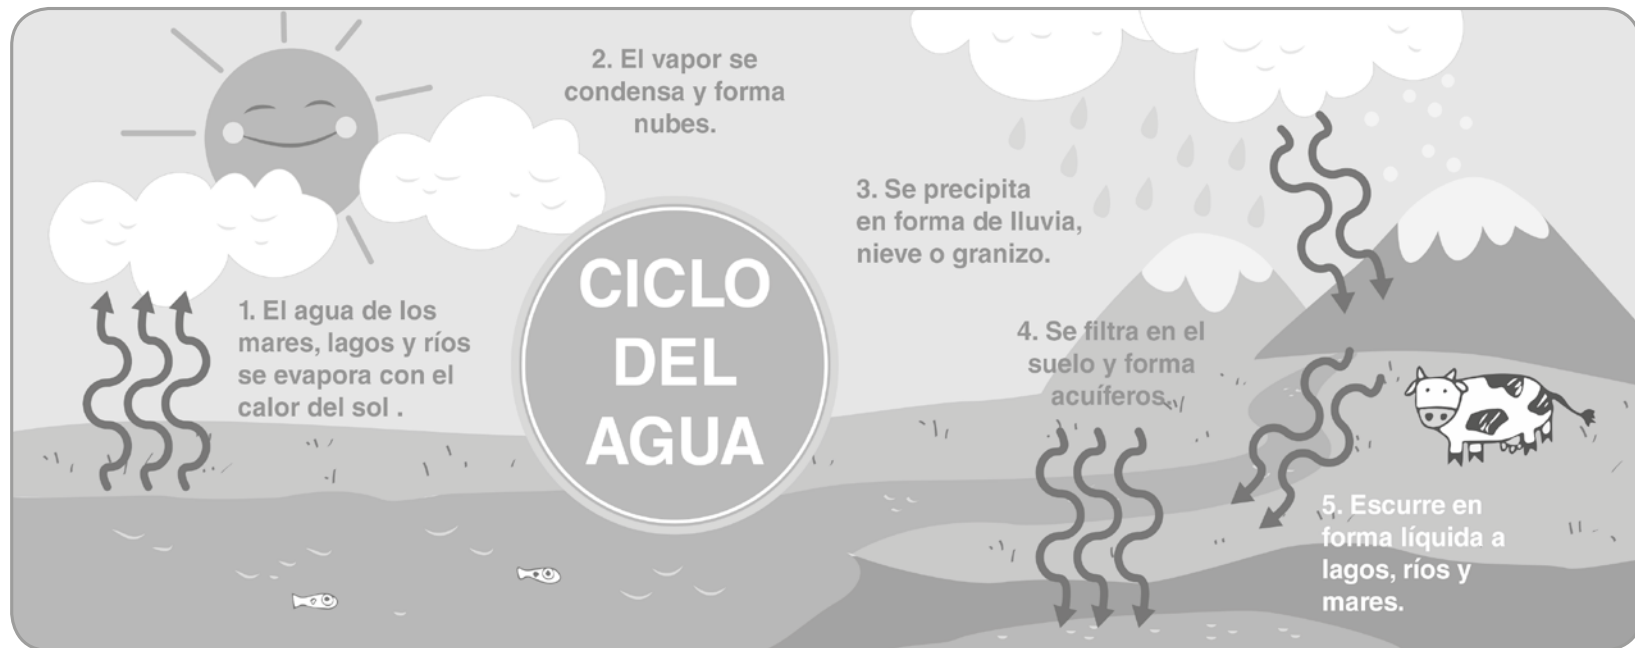 CICLO
DEL
AGUA
1. El agua de los
mares, lagos y ríos
se evapora con el
calor del sol .
2. El vapor se
condensa y forma
nubes.
3. Se precipita
en forma de lluvia,
nieve o granizo.
4. Se filtra en el
suelo y forma
acuíferos.
5. Escurre en
forma líquida a
lagos, ríos y
mares.